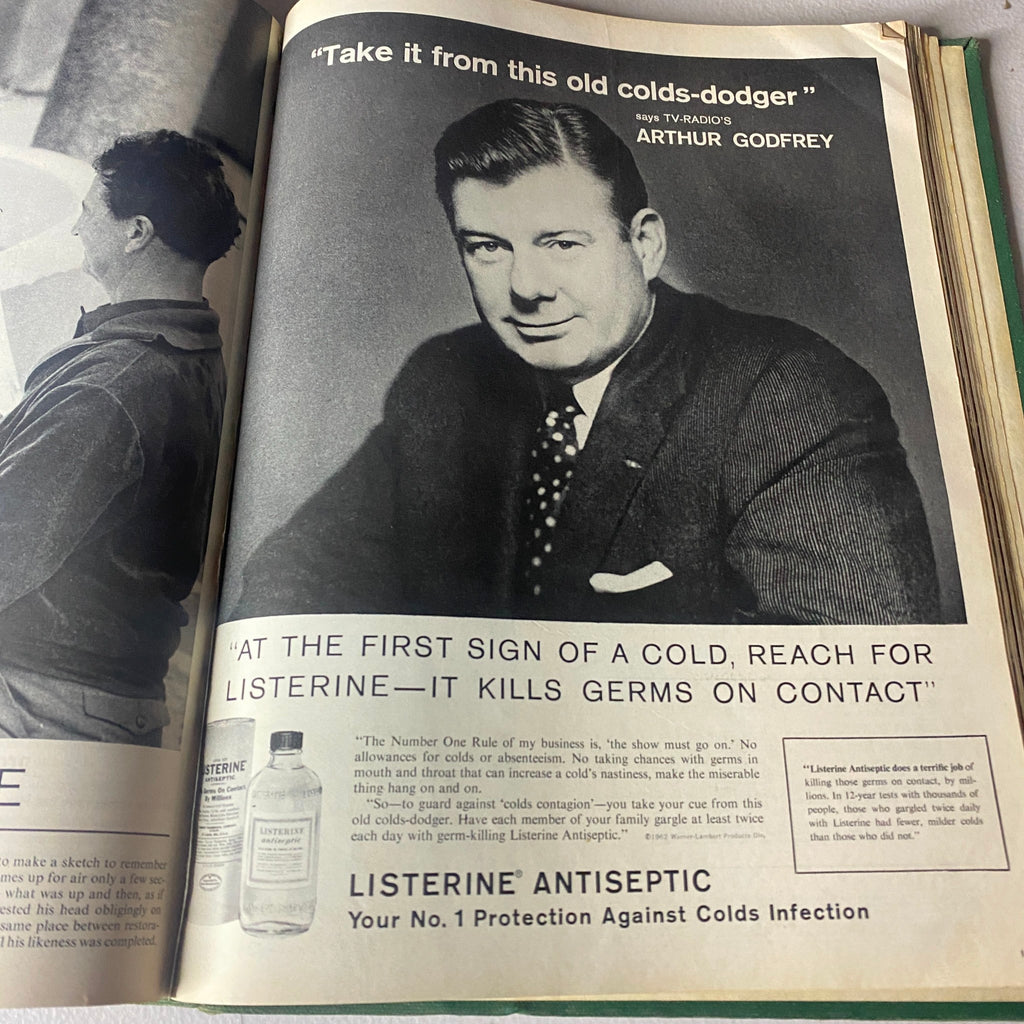 E
to make a sketch to remember
mes up for air only a few sec-
what was up and then, as if
ested his head obligingly on
same place between restora-
his likeness was completed.
“Take it from this old colds-dodger”
says TV-RADIO’S
ARTHUR GODFREY
“AT THE FIRST SIGN OF A COLD, REACH FOR
LISTERINE—IT KILLS GERMS ON CONTACT”
STERINE
ANTISEPTIC
Germs On Contact
By Millions
LISTERINE
antiseptic
“The Number One Rule of my business is, ‘the show must go on.’ No
allowances for colds or absenteeism. No taking chances with germs in
mouth and throat that can increase a cold’s nastiness, make the miserable
thing hang on and on.
“So—to guard against ‘colds contagion’—you take your cue from this
old colds-dodger. Have each member of your family gargle at least twice
each day with germ-killing Listerine Antiseptic.” ©1962 Warner-Lambert Products Div.
“Listerine Antiseptic does a terrific job of
killing those germs on contact, by mil-
lions. In 12-year tests with thousands of
people, those who gargled twice daily
with Listerine had fewer, milder colds
than those who did not.”
LISTERINE® ANTISEPTIC
Your No. 1 Protection Against Colds Infection